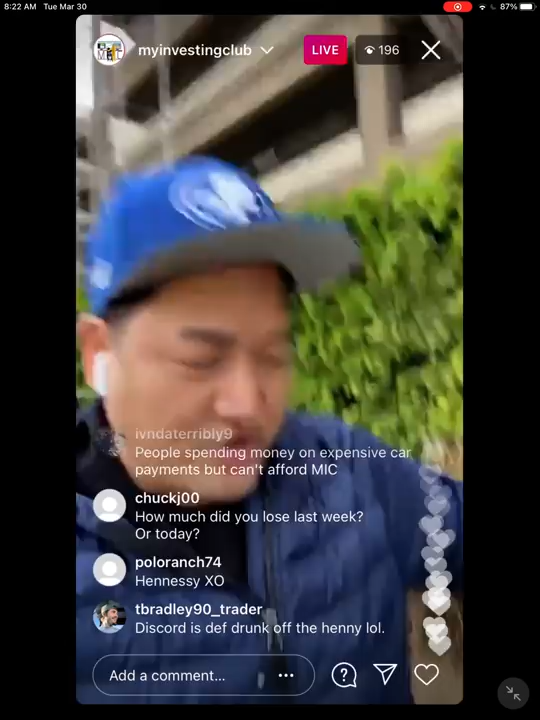 8:22 AM Tue Mar 30
87%
myinvestingclub
LIVE
196
ivndaterribly9
People spending money on expensive car
payments but can't afford MIC
chuckj00
How much did you lose last week?
Or today?
poloranch74
Hennessy XO
tbradley90_trader
Discord is def drunk off the henny lol.
Add a comment...